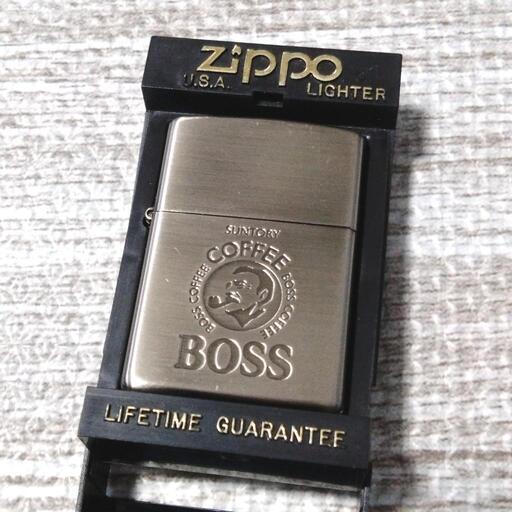 zippo
U.S.A. LIGHTER
SUNTORY
COFFEE
BOSS COFFEE BOSS COFFEE
BOSS
LIFETIME GUARANTEE